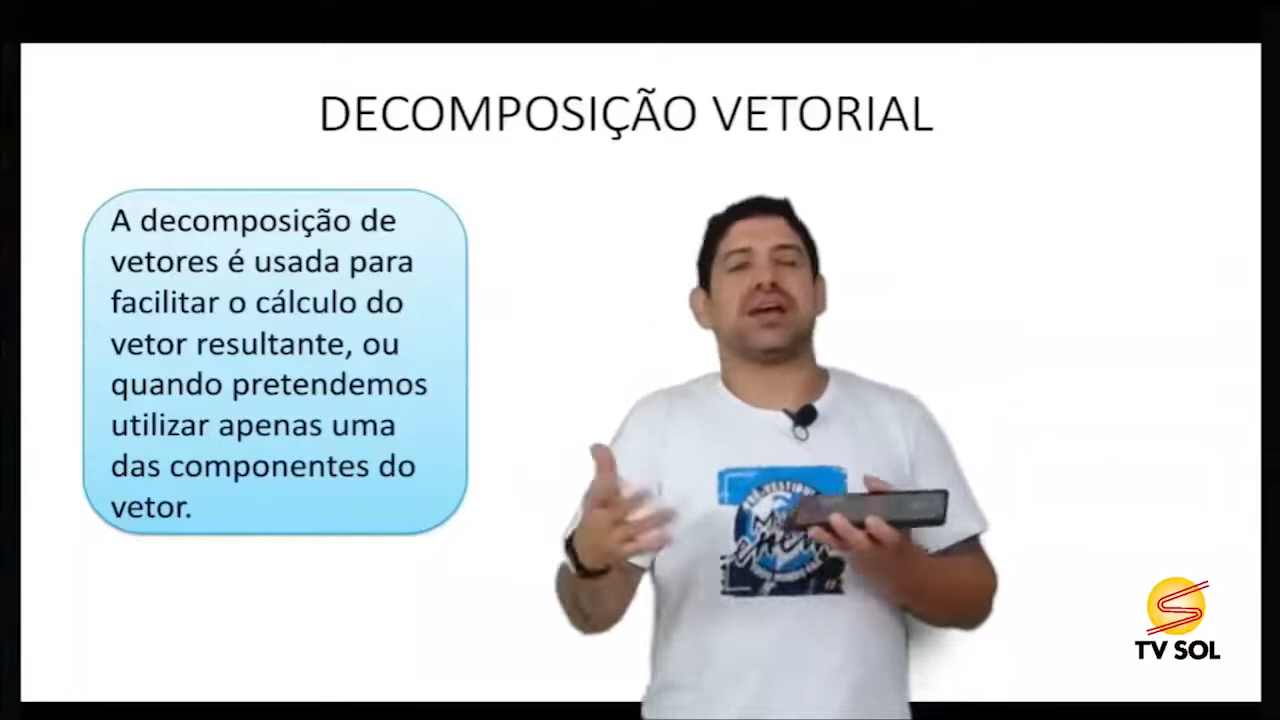 DECOMPOSIÇÃO VETORIAL
A decomposição de
vetores é usada para
facilitar o cálculo do
vetor resultante, ou
quando pretendemos
utilizar apenas uma
das componentes do
vetor.
TV SOL